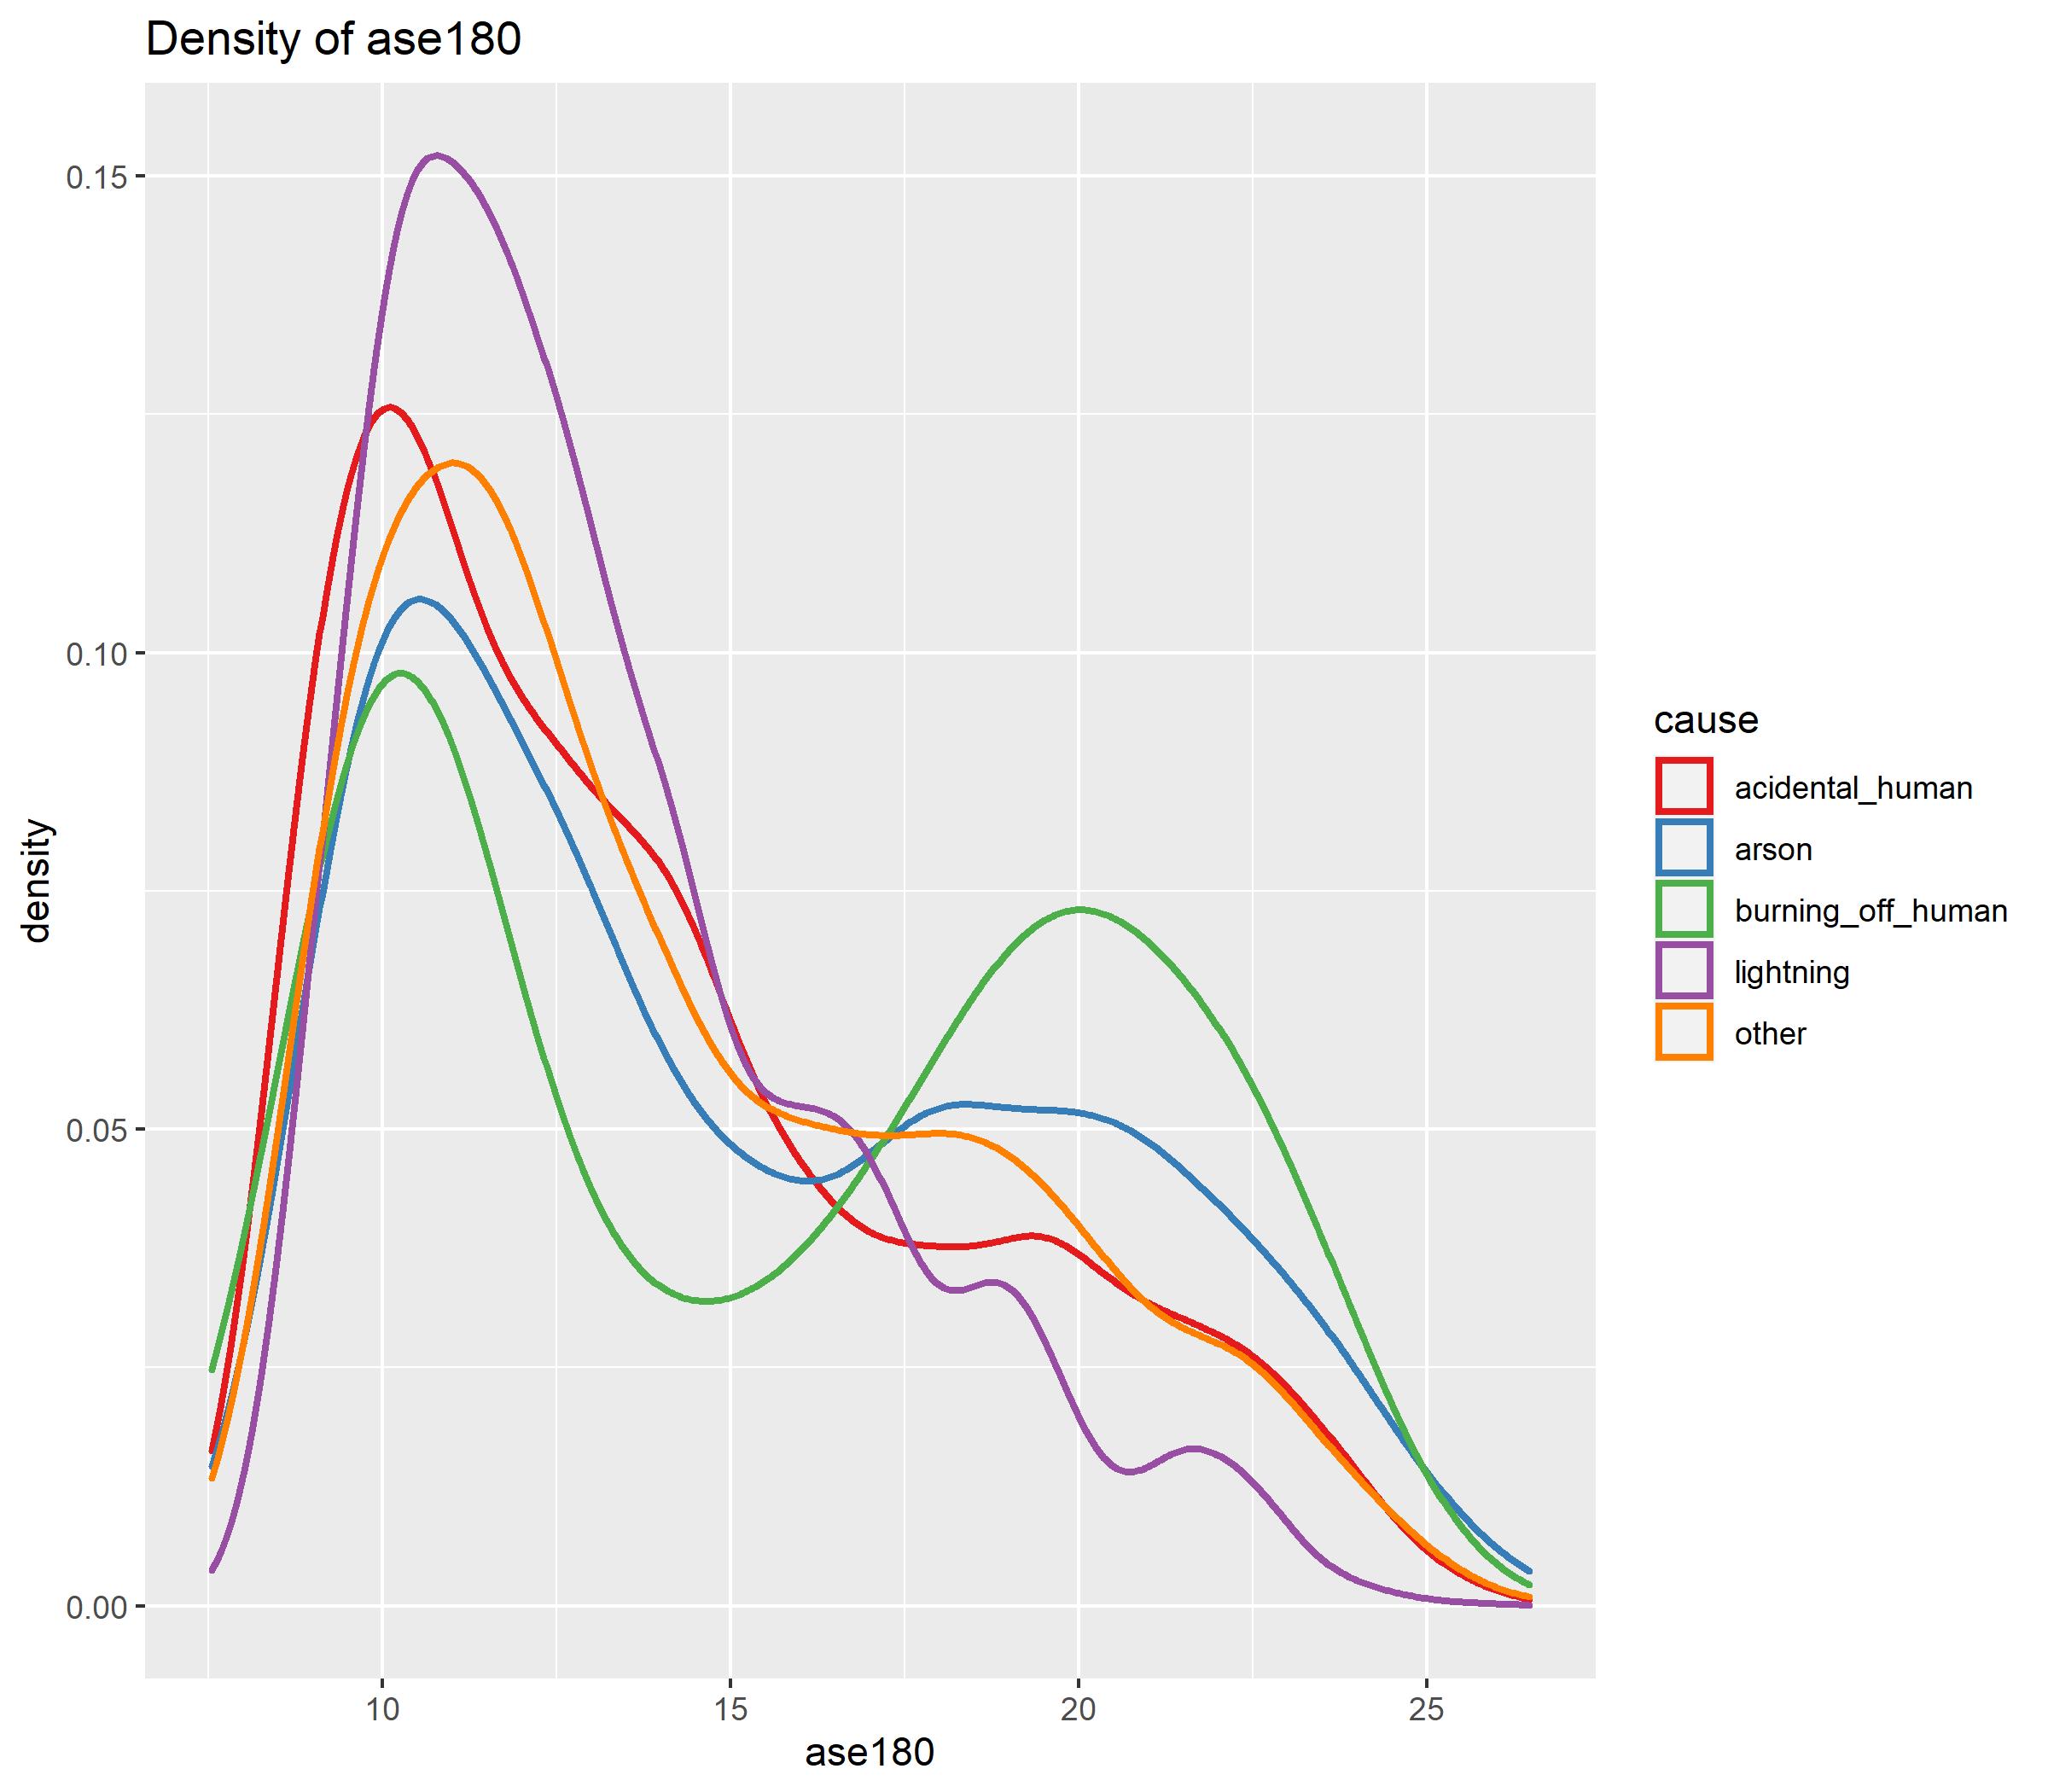 Density of ase180
0.15
0.10
0.05
0.00
density
10 15 20 25
ase180
cause
acidental_human
arson
burning_off_human
lightning
other